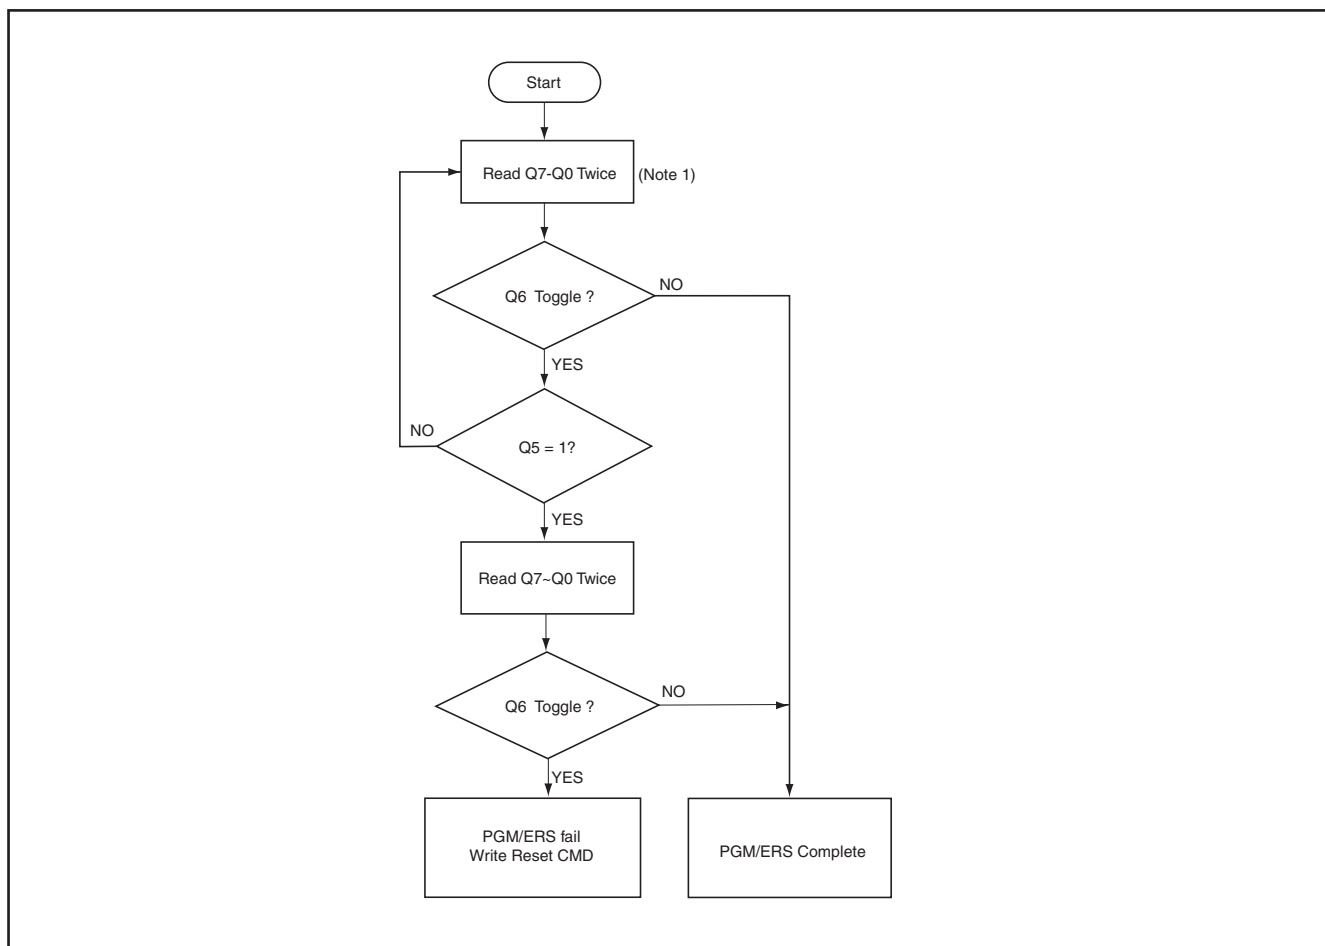 Start
Read Q7-Q0 Twice
(Note 1)
Q6 Toggle ?
NO
YES
NO
Q5 = 1?
YES
Read Q7~Q0 Twice
Q6 Toggle ?
NO
YES
PGM/ERS fail
Write Reset CMD
PGM/ERS Complete